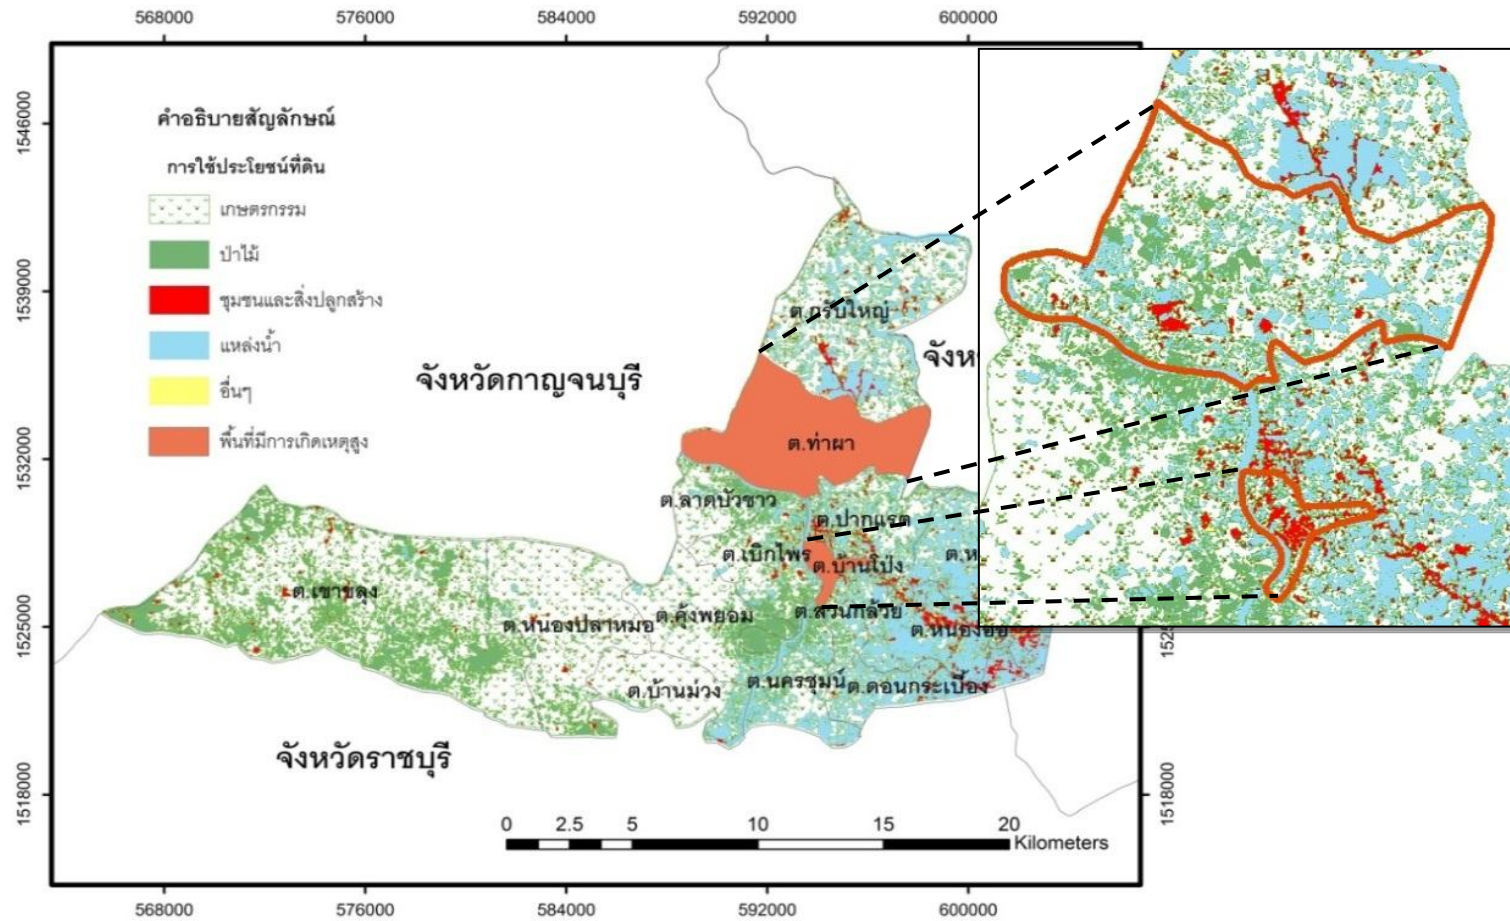 568000 576000 584000 592000 600000
1546000
1539000
1532000
1525000
1518000
คำอธิบายสัญลักษณ์
การใช้ประโยชน์ที่ดิน
เกษตรกรรม
ป่าไม้
ชุมชนและสิ่งปลูกสร้าง
แหล่งน้ำ
อื่นๆ
พื้นที่มีการเกิดเหตุสูง
จังหวัดกาญจนบุรี
ต.กรับใหญ่
ต.ท่าผา
ต.ลาดบัวขาว
ต.ปากแรต
ต.เบิกไพร
ต.บ้านโป่ง
ต.เขาขลุง
ต.หนองปลาหมอ
ต.คุ้งพยอม
ต.สวนกล้วย
ต.หนองอ้อ
ต.บ้านม่วง
ต.นครชุมน์
ต.ดอนกระเบื้อง
จังหวัดราชบุรี
1518000
0 2.5 5 10 15 20
Kilometers
568000 576000 584000 592000 600000